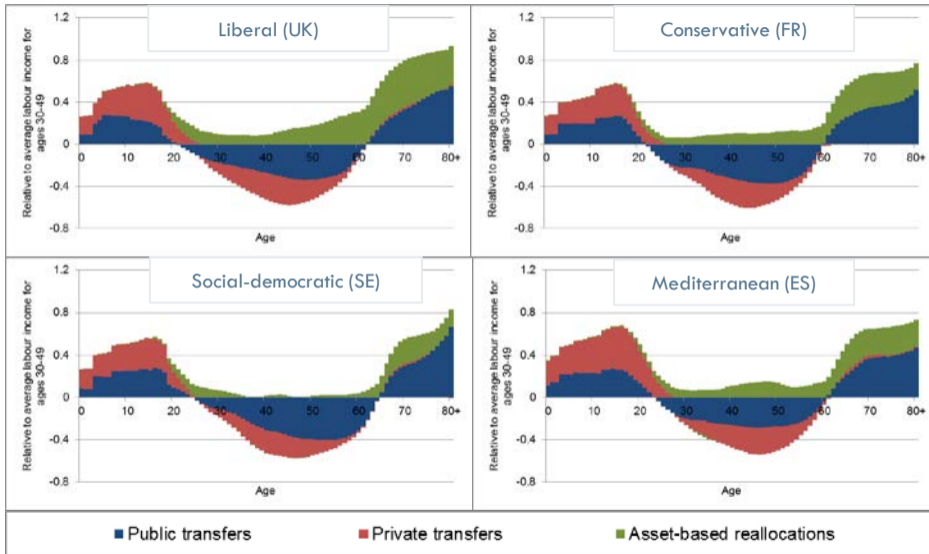 Liberal (UK)
Relative to average labour income for
ages 30-49
1.2
0.8
0.4
0
-0.4
-0.8
0 10 20 30 40 50 60 70 80+
Age
Conservative (FR)
Relative to average labour income for
ages 30-49
1.2
0.8
0.4
0
-0.4
-0.8
0 10 20 30 40 50 60 70 80+
Age
Social-democratic (SE)
Relative to average labour income for
ages 30-49
1.2
0.8
0.4
0
-0.4
-0.8
0 10 20 30 40 50 60 70 80+
Age
Mediterranean (ES)
Relative to average labour income for
ages 30-49
1.2
0.8
0.4
0
-0.4
-0.8
0 10 20 30 40 50 60 70 80+
Age
Public transfers Private transfers Asset-based reallocations